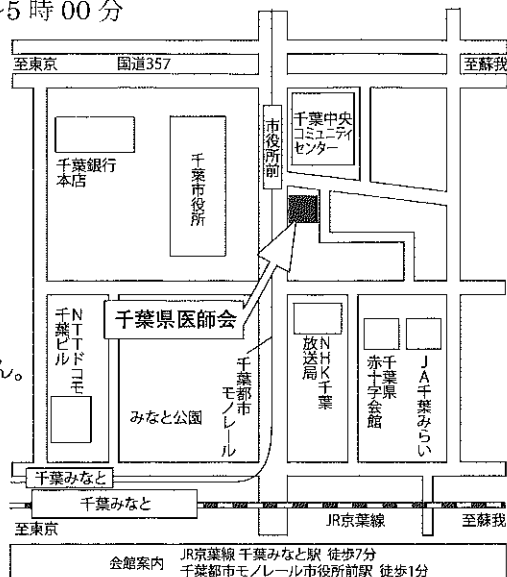 5時00分
至東京
国道357
至蘇我
千葉銀行
本店
千葉市役所
市役所前
千葉中央
コミュニティ
センター
千葉県医師会
NTTドコモ
千葉ビル
ん。
みなと公園
千葉都市
モノレール
NHK千葉
放送局
千葉県
赤十字会館
JA千葉みらい
千葉みなと
千葉みなと
至東京
JR京葉線
至蘇我
会館案内
JR京葉線 千葉みなと駅 徒歩7分
千葉都市モノレール市役所前駅 徒歩1分